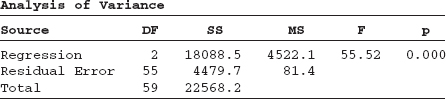 Analysis of Variance
Source DF SS MS F p
Regression 2 18088.5 4522.1 55.52 0.000
Residual Error 55 4479.7 81.4
Total 59 22568.2